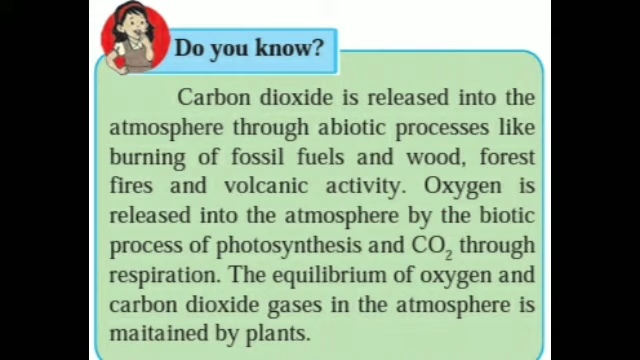 Do you know?
Carbon dioxide is released into the
atmosphere through abiotic processes like
burning of fossil fuels and wood, forest
fires and volcanic activity. Oxygen is
released into the atmosphere by the biotic
process of photosynthesis and CO₂ through
respiration. The equilibrium of oxygen and
carbon dioxide gases in the atmosphere is
maitained by plants.